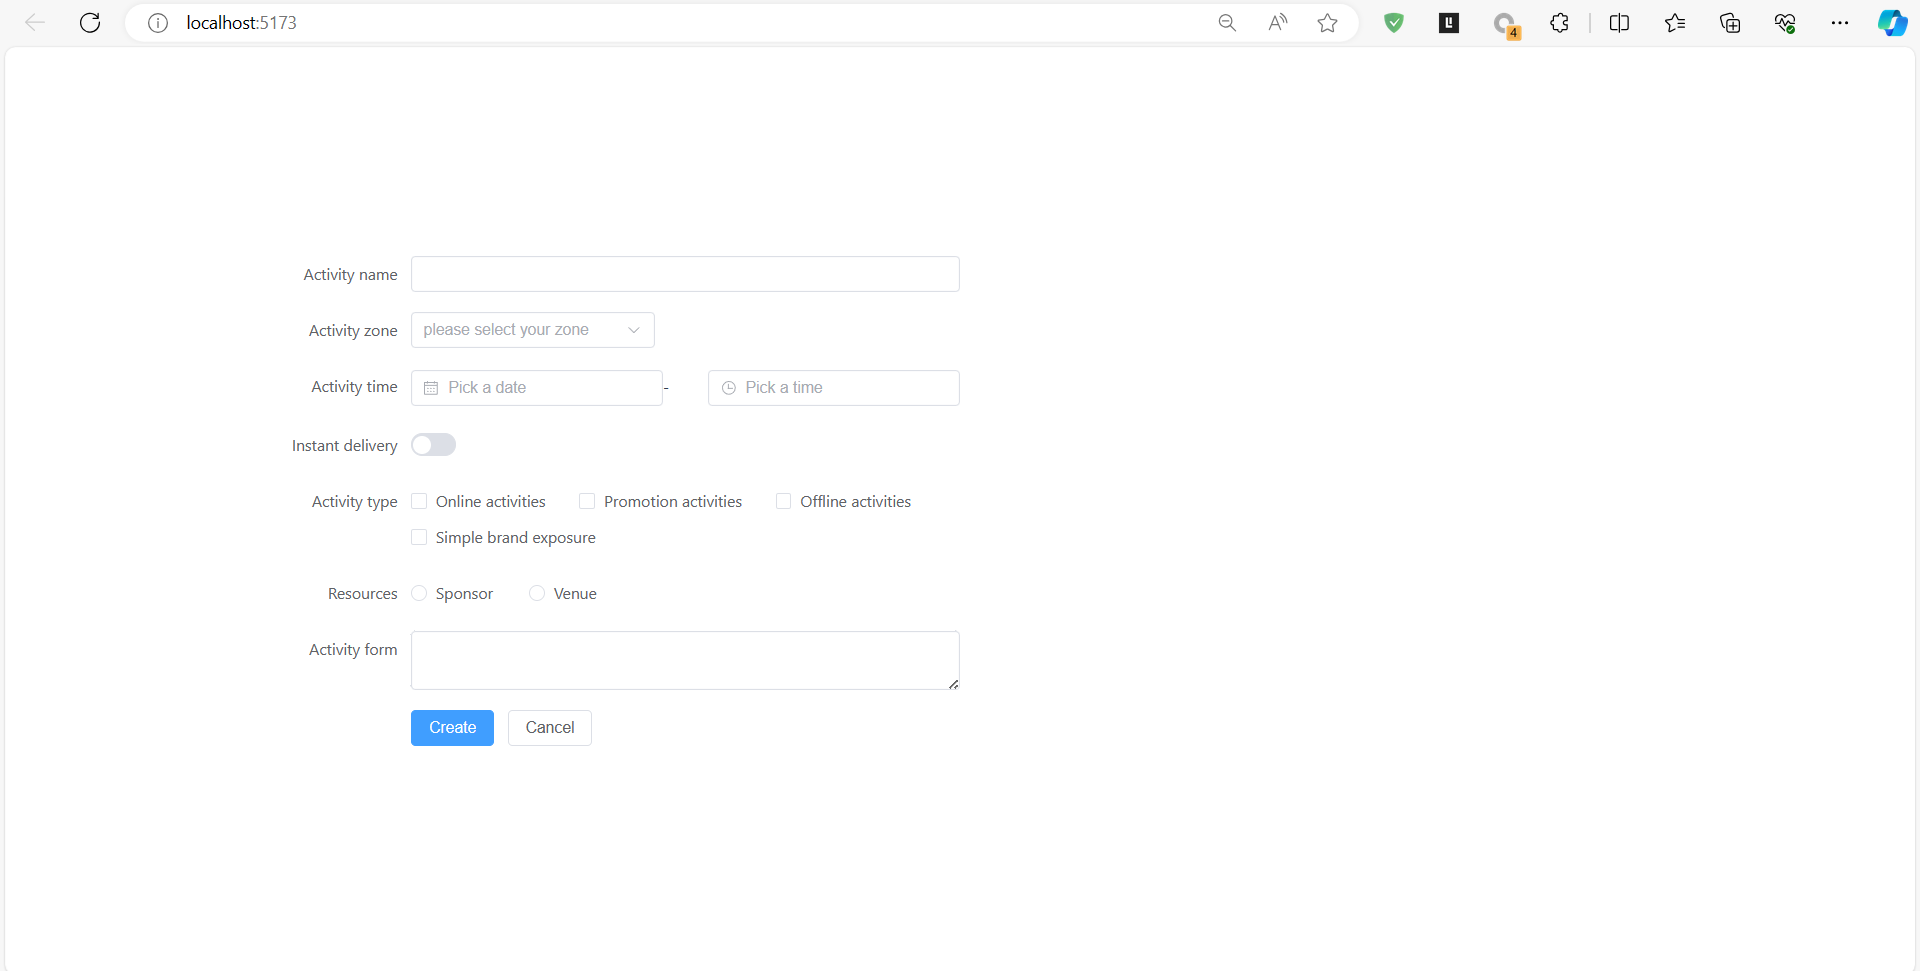 localhost:5173
4
Activity name
Activity zone please select your zone
Activity time Pick a date - Pick a time
Instant delivery
Activity type Online activities Promotion activities Offline activities
Simple brand exposure
Resources Sponsor Venue
Activity form
Create Cancel